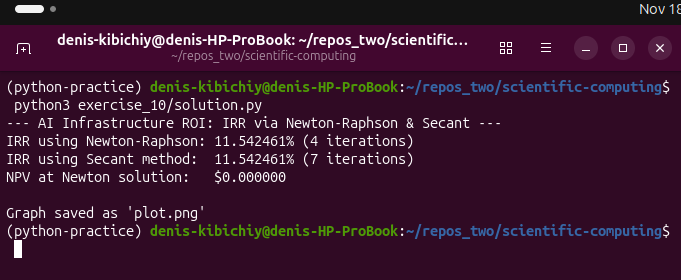 Nov 18
denis-kibichiy@denis-HP-ProBook: ~/repos_two/scientific…
~/repos_two/scientific-computing
(python-practice) denis-kibichiy@denis-HP-ProBook:~/repos_two/scientific-computing$
python3 exercise_10/solution.py
--- AI Infrastructure ROI: IRR via Newton-Raphson & Secant ---
IRR using Newton-Raphson: 11.542461% (4 iterations)
IRR using Secant method:  11.542461% (7 iterations)
NPV at Newton solution:   $0.000000
Graph saved as 'plot.png'
(python-practice) denis-kibichiy@denis-HP-ProBook:~/repos_two/scientific-computing$